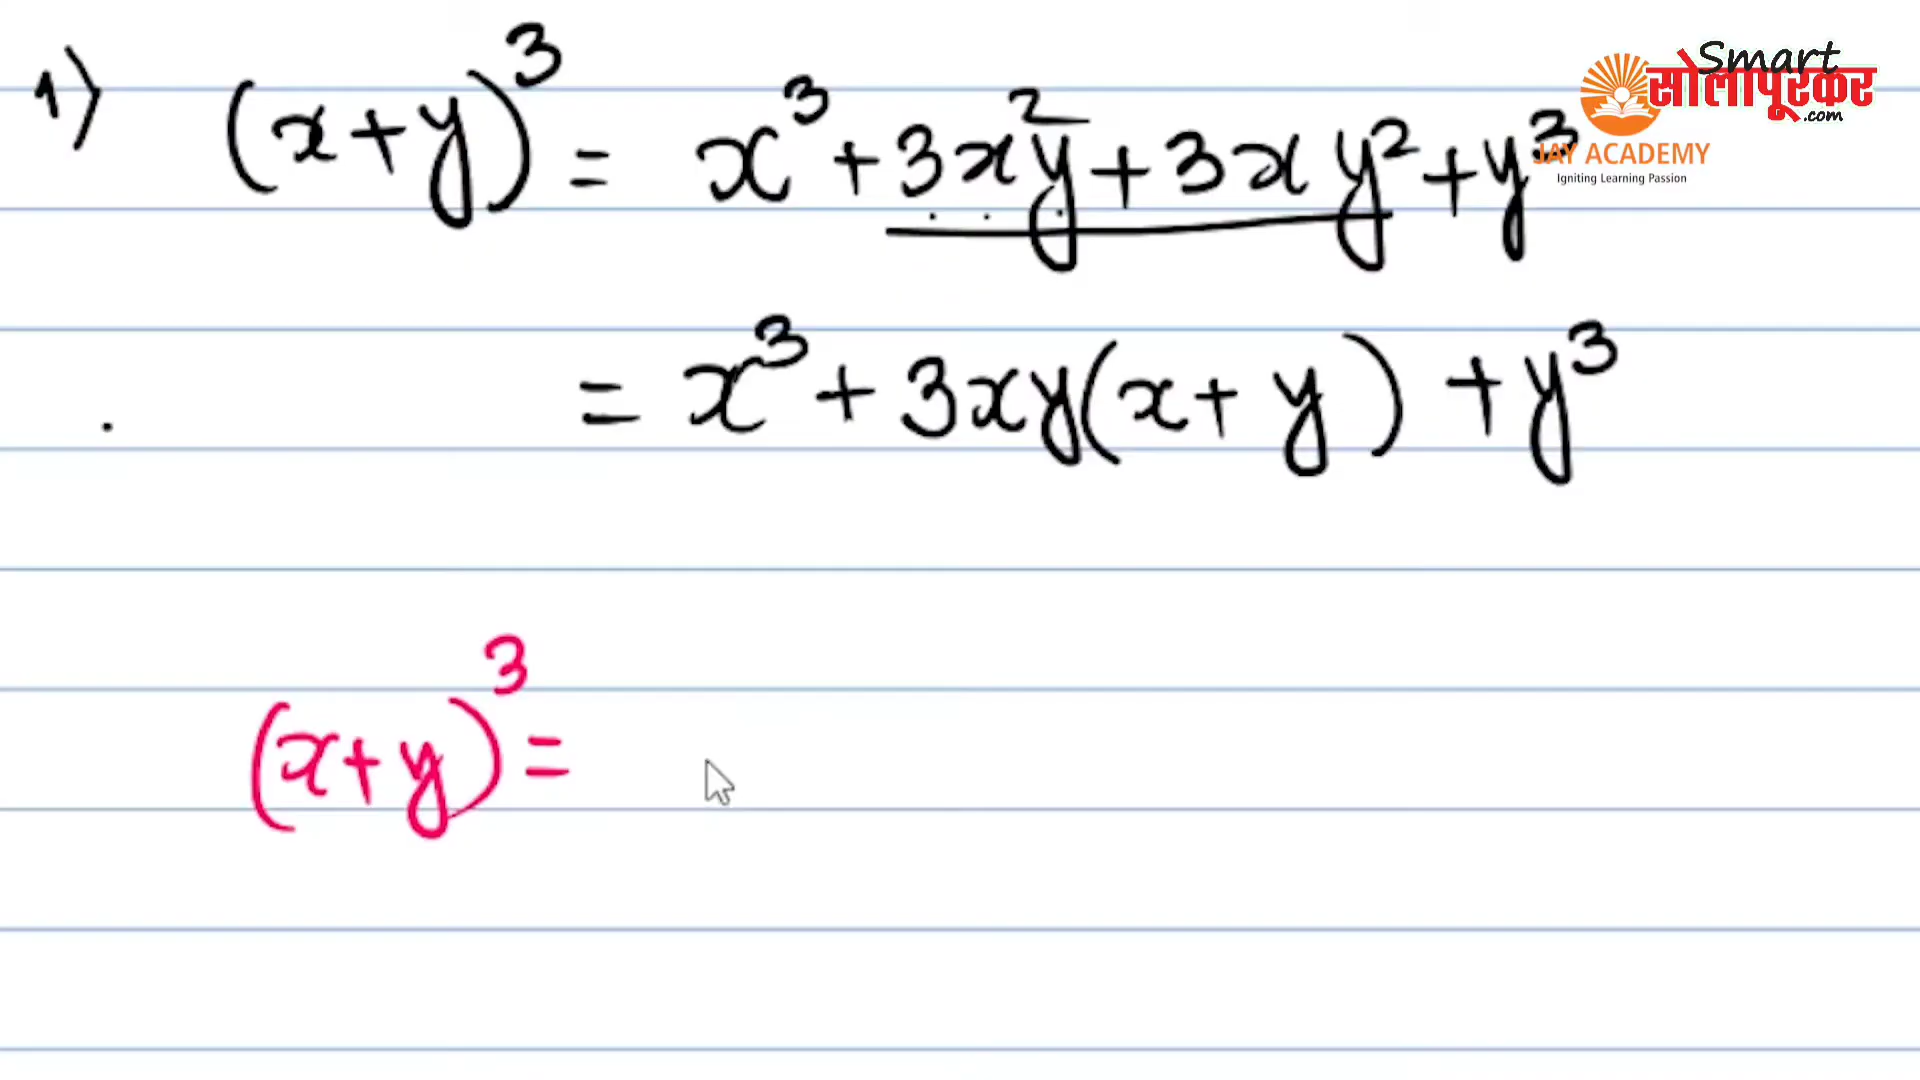 Smart
सोलापूरकर
.com
JAY ACADEMY
Igniting Learning Passion
1) (x+y)³ = x³ + 3x²y + 3xy² + y³
= x³ + 3xy(x + y) + y³
(x+y)³ =